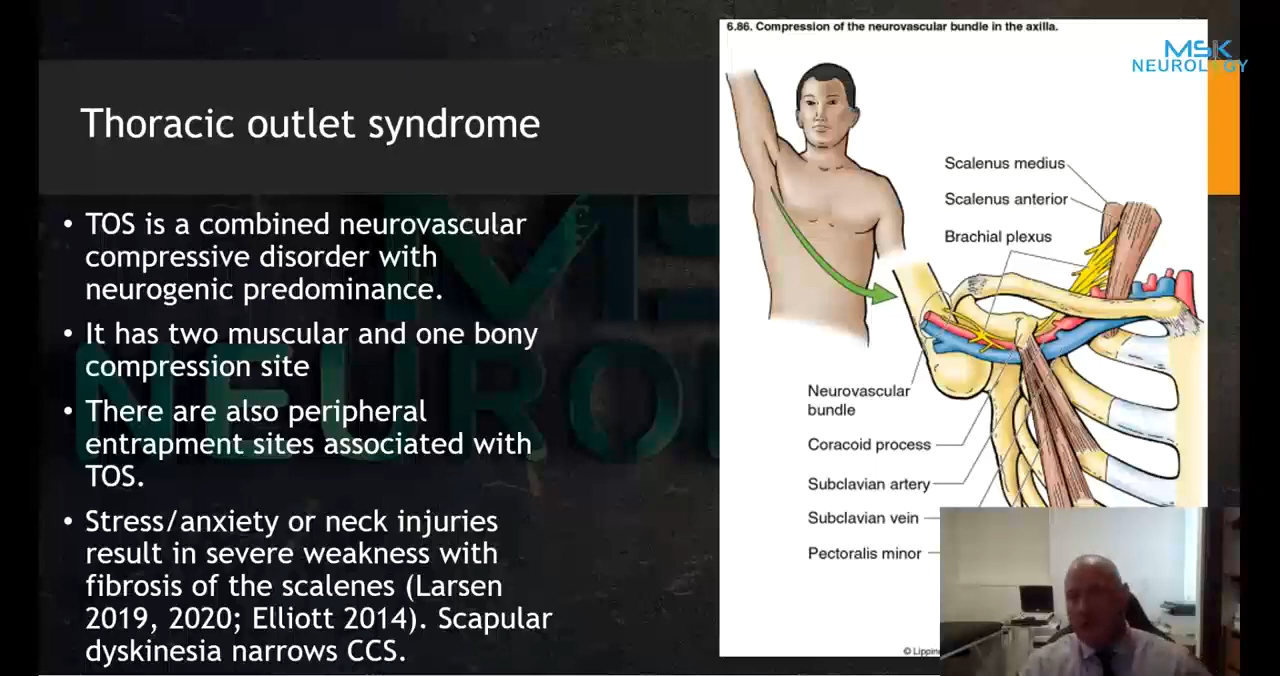 6.86. Compression of the neurovascular bundle in the axilla.
MSK
NEUROLOGY
Thoracic outlet syndrome
• TOS is a combined neurovascular
compressive disorder with
neurogenic predominance.
• It has two muscular and one bony
compression site
• There are also peripheral
entrapment sites associated with
TOS.
• Stress/anxiety or neck injuries
result in severe weakness with
fibrosis of the scalenes (Larsen
2019, 2020; Elliott 2014). Scapular
dyskinesia narrows CCS.
Scalenus medius
Scalenus anterior
Brachial plexus
Neurovascular
bundle
Coracoid process
Subclavian artery
Subclavian vein
Pectoralis minor
©